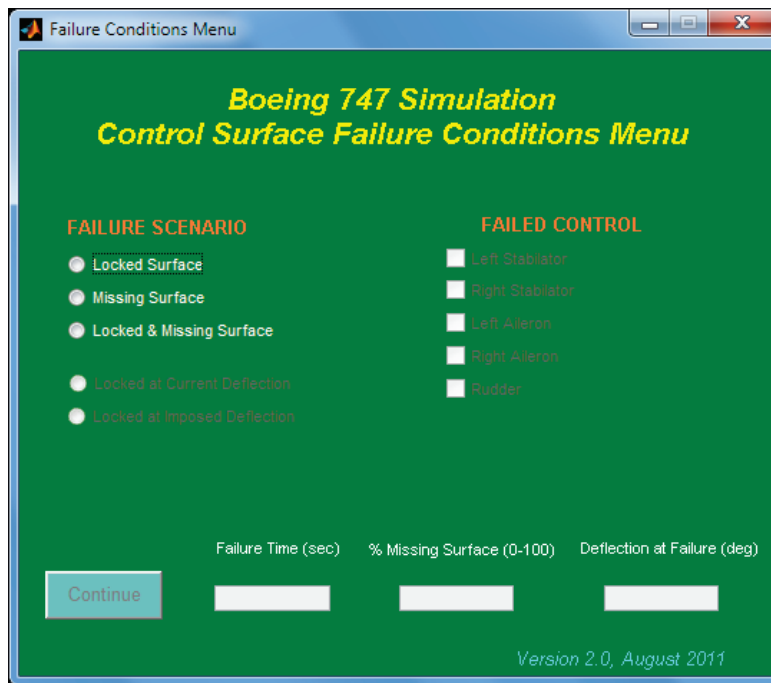 Failure Conditions Menu
Boeing 747 Simulation
Control Surface Failure Conditions Menu
FAILURE SCENARIO
Locked Surface
Missing Surface
Locked & Missing Surface
Locked at Current Deflection
Locked at Imposed Deflection
FAILED CONTROL
Left Stabilator
Right Stabilator
Left Aileron
Right Aileron
Rudder
Failure Time (sec)
% Missing Surface (0-100)
Deflection at Failure (deg)
Continue
Version 2.0, August 2011